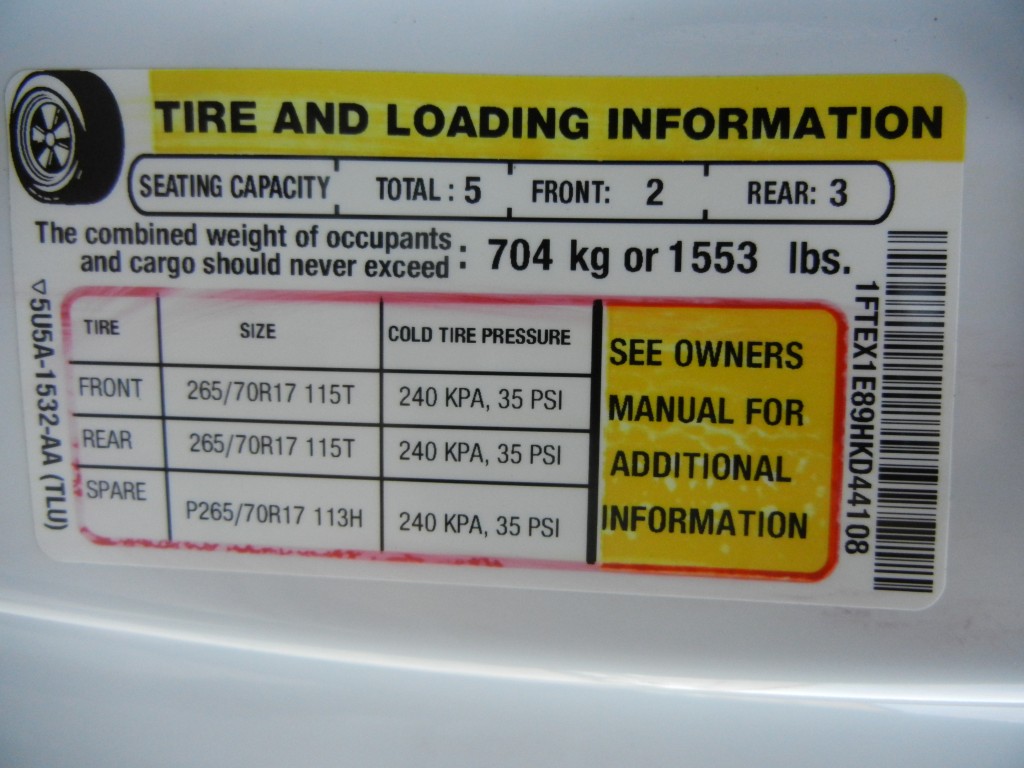 TIRE AND LOADING INFORMATION
SEATING CAPACITY TOTAL : 5 FRONT: 2 REAR: 3
The combined weight of occupants
and cargo should never exceed : 704 kg or 1553 lbs.
TIRE SIZE COLD TIRE PRESSURE
FRONT 265/70R17 115T 240 KPA, 35 PSI
REAR 265/70R17 115T 240 KPA, 35 PSI
SPARE P265/70R17 113H 240 KPA, 35 PSI
SEE OWNERS
MANUAL FOR
ADDITIONAL
INFORMATION
5U5A-1532-AA (TLU)
1FTEX1E89HKD44108